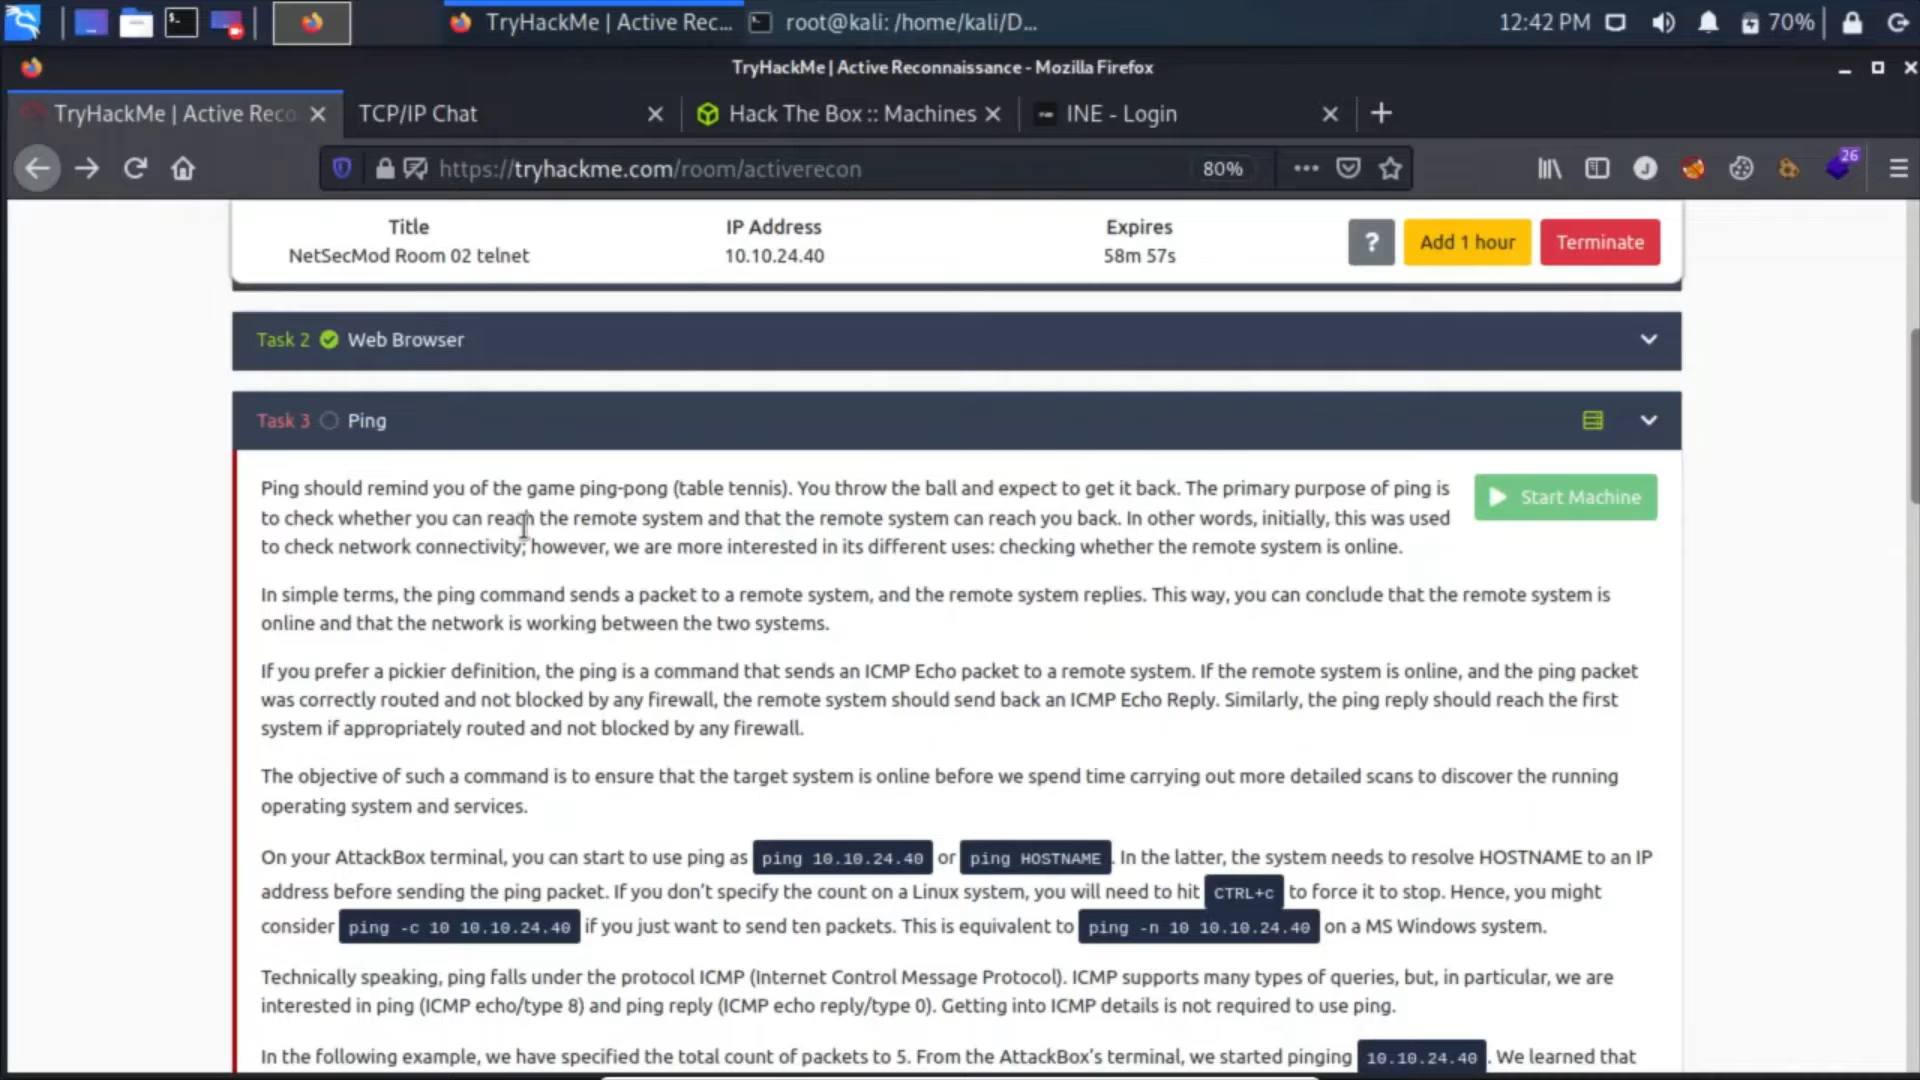 TryHackMe | Active Rec...
root@kali: /home/kali/D...
12:42 PM
70%
TryHackMe | Active Reconnaissance - Mozilla Firefox
TryHackMe | Active Reco
TCP/IP Chat
Hack The Box :: Machines
INE - Login
https://tryhackme.com/room/activerecon
80%
26
Title
IP Address
Expires
NetSecMod Room 02 telnet
10.10.24.40
58m 57s
?
Add 1 hour
Terminate
Task 2 Web Browser
Task 3 Ping
Start Machine
Ping should remind you of the game ping-pong (table tennis). You throw the ball and expect to get it back. The primary purpose of ping is
to check whether you can reach the remote system and that the remote system can reach you back. In other words, initially, this was used
to check network connectivity; however, we are more interested in its different uses: checking whether the remote system is online.
In simple terms, the ping command sends a packet to a remote system, and the remote system replies. This way, you can conclude that the remote system is
online and that the network is working between the two systems.
If you prefer a pickier definition, the ping is a command that sends an ICMP Echo packet to a remote system. If the remote system is online, and the ping packet
was correctly routed and not blocked by any firewall, the remote system should send back an ICMP Echo Reply. Similarly, the ping reply should reach the first
system if appropriately routed and not blocked by any firewall.
The objective of such a command is to ensure that the target system is online before we spend time carrying out more detailed scans to discover the running
operating system and services.
On your AttackBox terminal, you can start to use ping as ping 10.10.24.40 or ping HOSTNAME. In the latter, the system needs to resolve HOSTNAME to an IP
address before sending the ping packet. If you don't specify the count on a Linux system, you will need to hit CTRL+c to force it to stop. Hence, you might
consider ping -c 10 10.10.24.40 if you just want to send ten packets. This is equivalent to ping -n 10 10.10.24.40 on a MS Windows system.
Technically speaking, ping falls under the protocol ICMP (Internet Control Message Protocol). ICMP supports many types of queries, but, in particular, we are
interested in ping (ICMP echo/type 8) and ping reply (ICMP echo reply/type 0). Getting into ICMP details is not required to use ping.
In the following example, we have specified the total count of packets to 5. From the AttackBox's terminal, we started pinging 10.10.24.40. We learned that